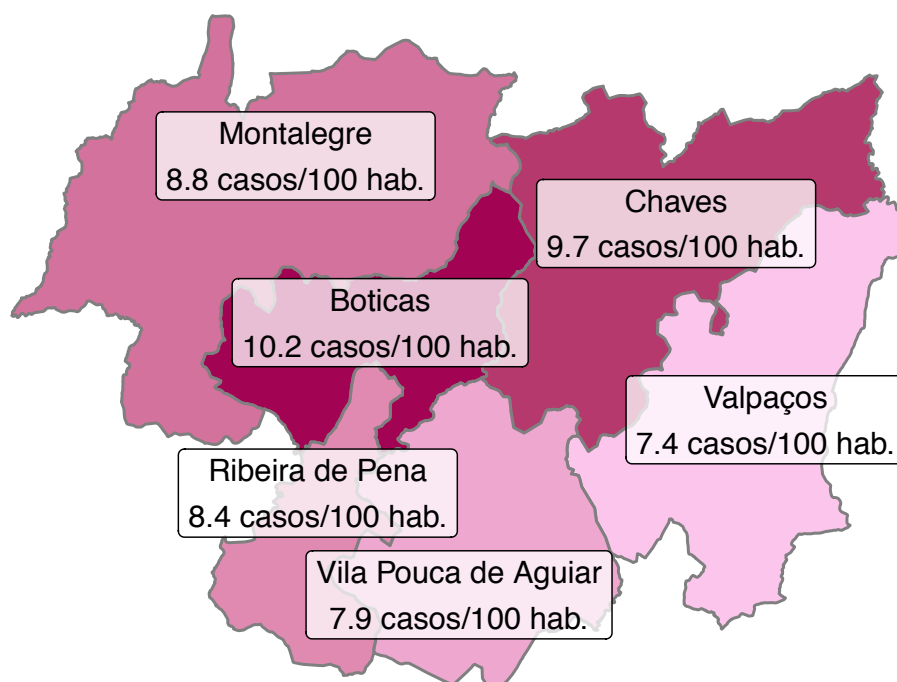 Montalegre
8.8 casos/100 hab.
Chaves
9.7 casos/100 hab.
Boticas
10.2 casos/100 hab.
Valpaços
7.4 casos/100 hab.
Ribeira de Pena
8.4 casos/100 hab.
Vila Pouca de Aguiar
7.9 casos/100 hab.